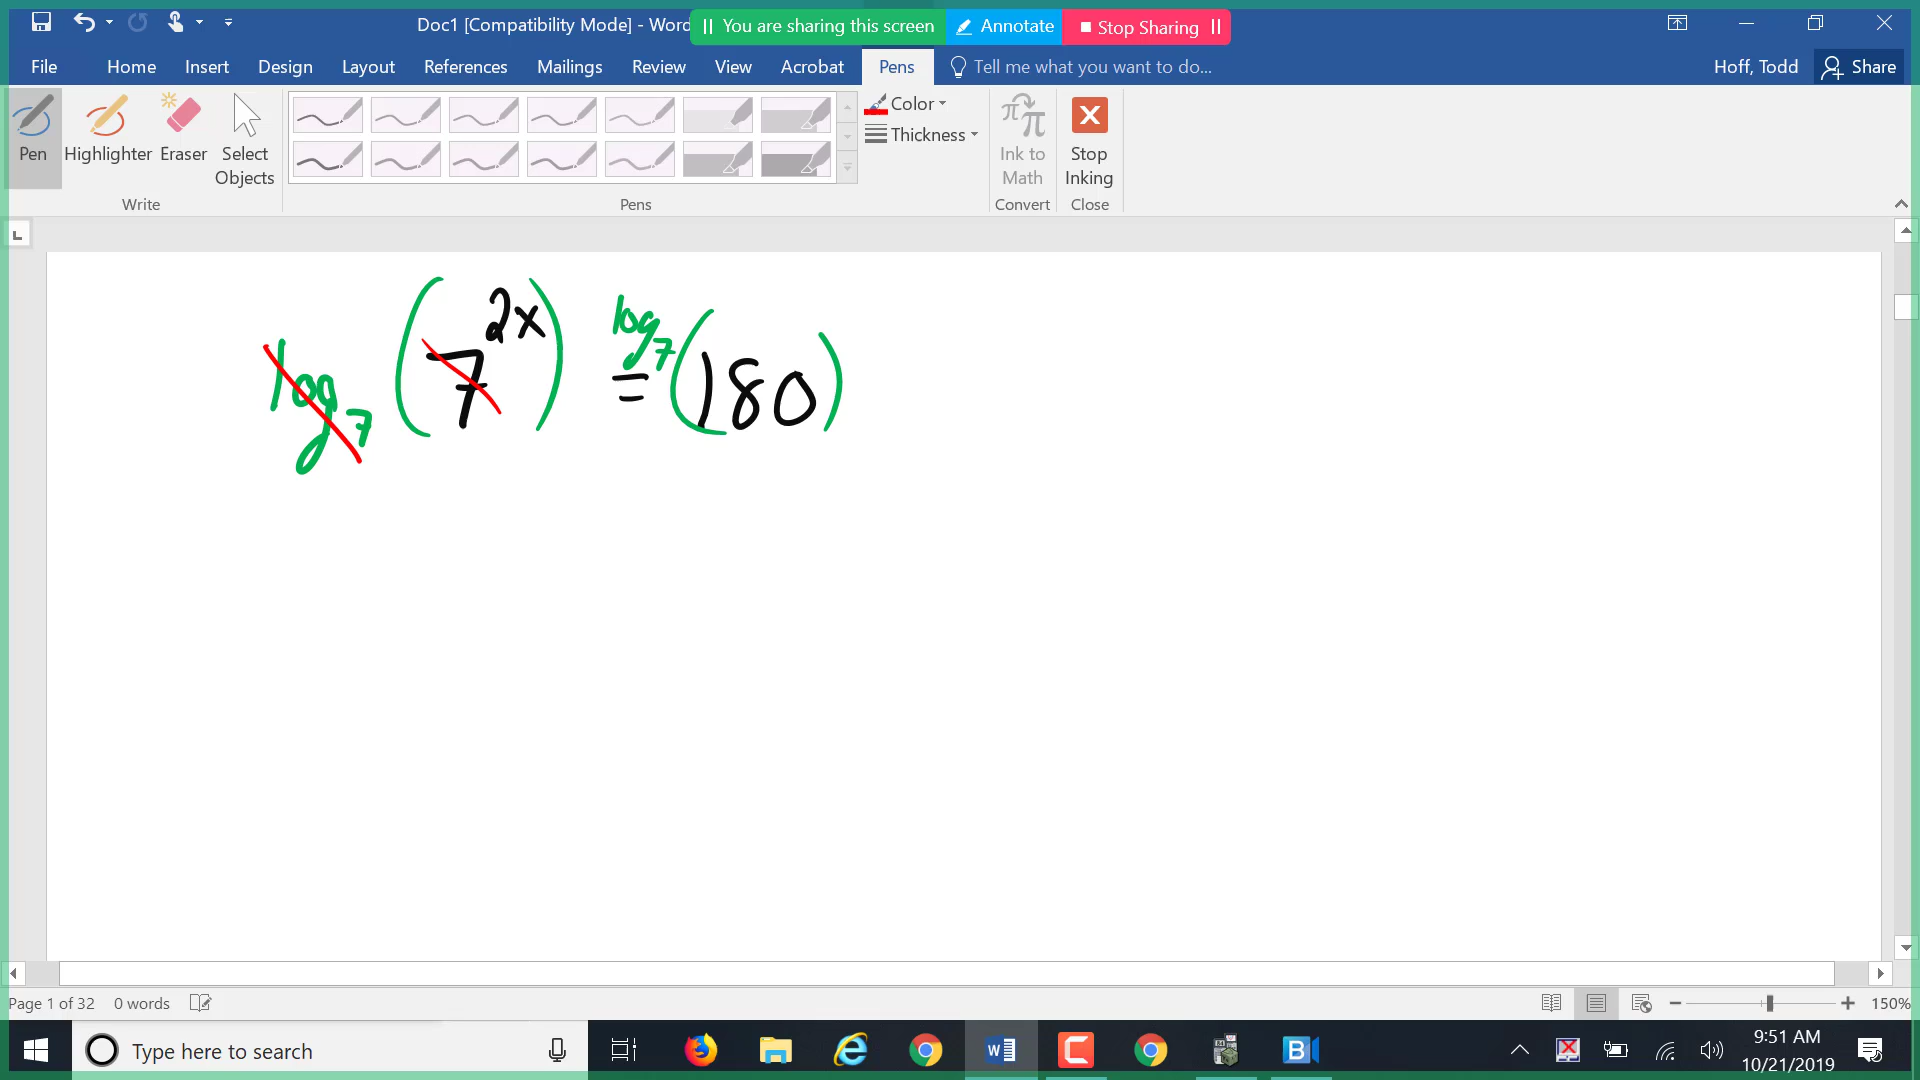 Doc1 [Compatibility Mode] - Word
You are sharing this screen Annotate Stop Sharing
File Home Insert Design Layout References Mailings Review View Acrobat Pens Tell me what you want to do... Hoff, Todd Share
Pen Highlighter Eraser Select Objects
Color
Thickness
Ink to Math
Stop Inking
Write Pens Convert Close
log₇ (7²ˣ) = log₇ (180)
Page 1 of 32 0 words 150%
Type here to search
9:51 AM
10/21/2019